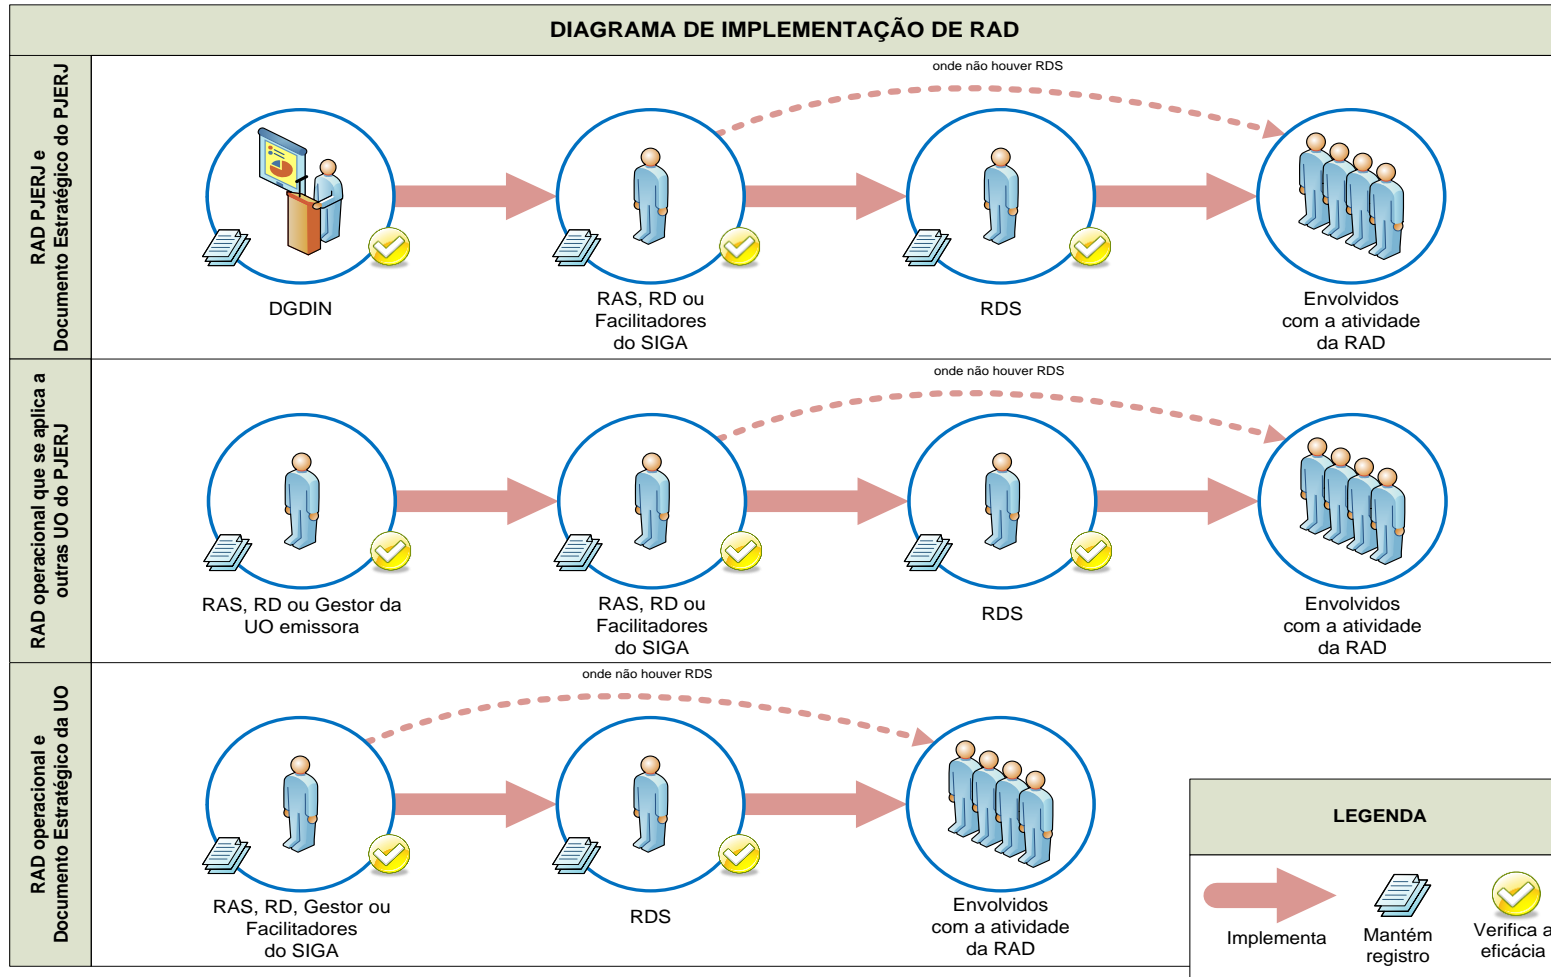 DIAGRAMA DE IMPLEMENTAÇÃO DE RAD
RAD PJERJ e
Documento Estratégico do PJERJ
onde não houver RDS
DGDIN
RAS, RD ou
Facilitadores
do SIGA
RDS
Envolvidos
com a atividade
da RAD
RAD operacional que se aplica a
outras UO do PJERJ
onde não houver RDS
RAS, RD ou Gestor da
UO emissora
RAS, RD ou
Facilitadores
do SIGA
RDS
Envolvidos
com a atividade
da RAD
RAD operacional e
Documento Estratégico da UO
onde não houver RDS
RAS, RD, Gestor ou
Facilitadores
do SIGA
RDS
Envolvidos
com a atividade
da RAD
LEGENDA
Implementa
Mantém
registro
Verifica a
eficácia